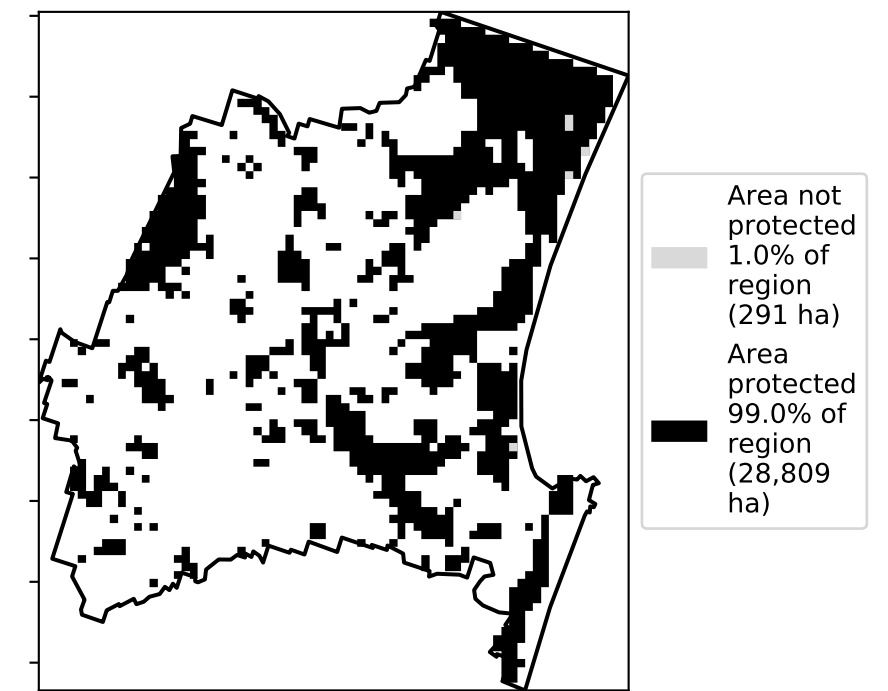 Area not
protected
1.0% of
region
(291 ha)
Area
protected
99.0% of
region
(28,809
ha)